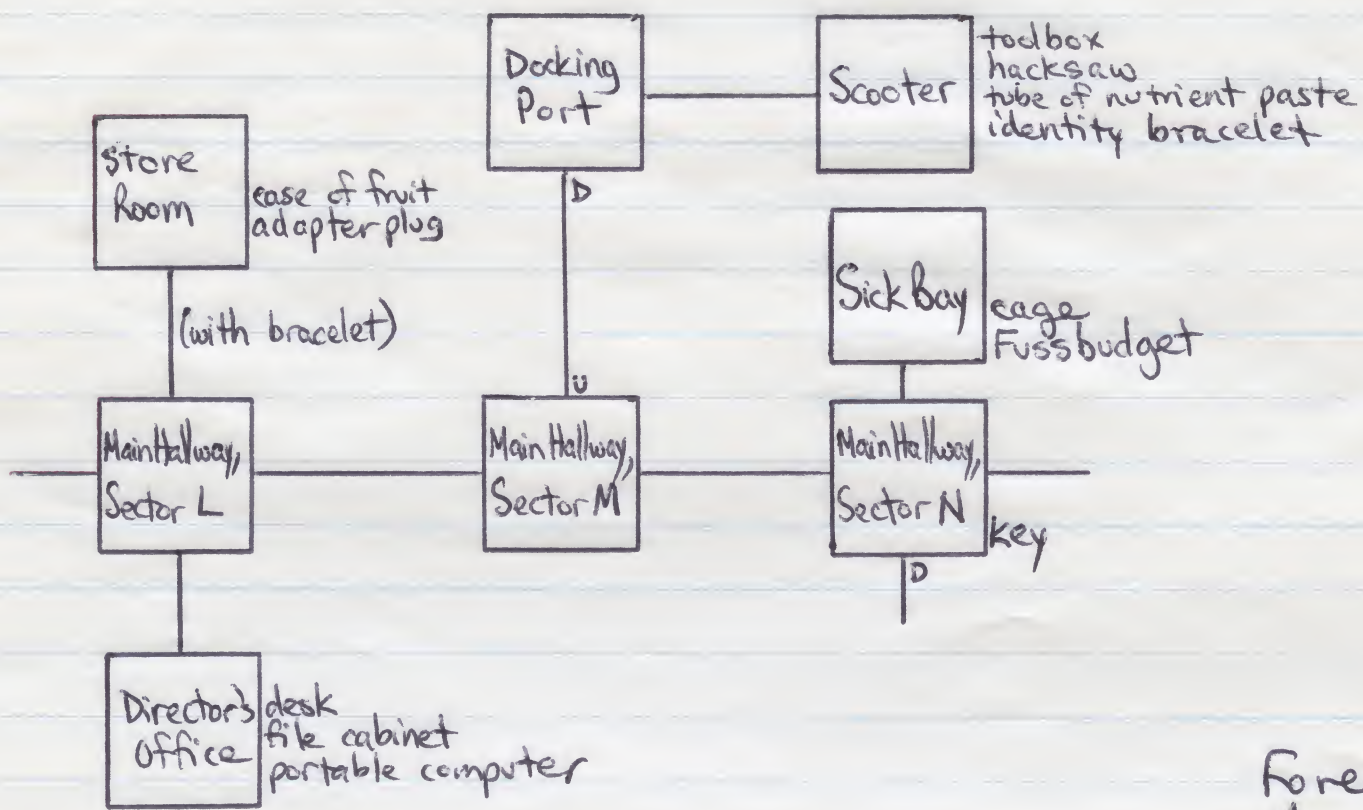 Docking
Port
Scooter
toolbox
hacksaw
tube of nutrient paste
identity bracelet
Store
Room
case of fruit
adapter plug
D
(with bracelet)
Sick Bay
cage
Fussbudget
U
Main Hallway,
Sector L
Main Hallway,
Sector M
Main Hallway,
Sector N
key
D
Director's
Office
desk
file cabinet
portable computer
Fore